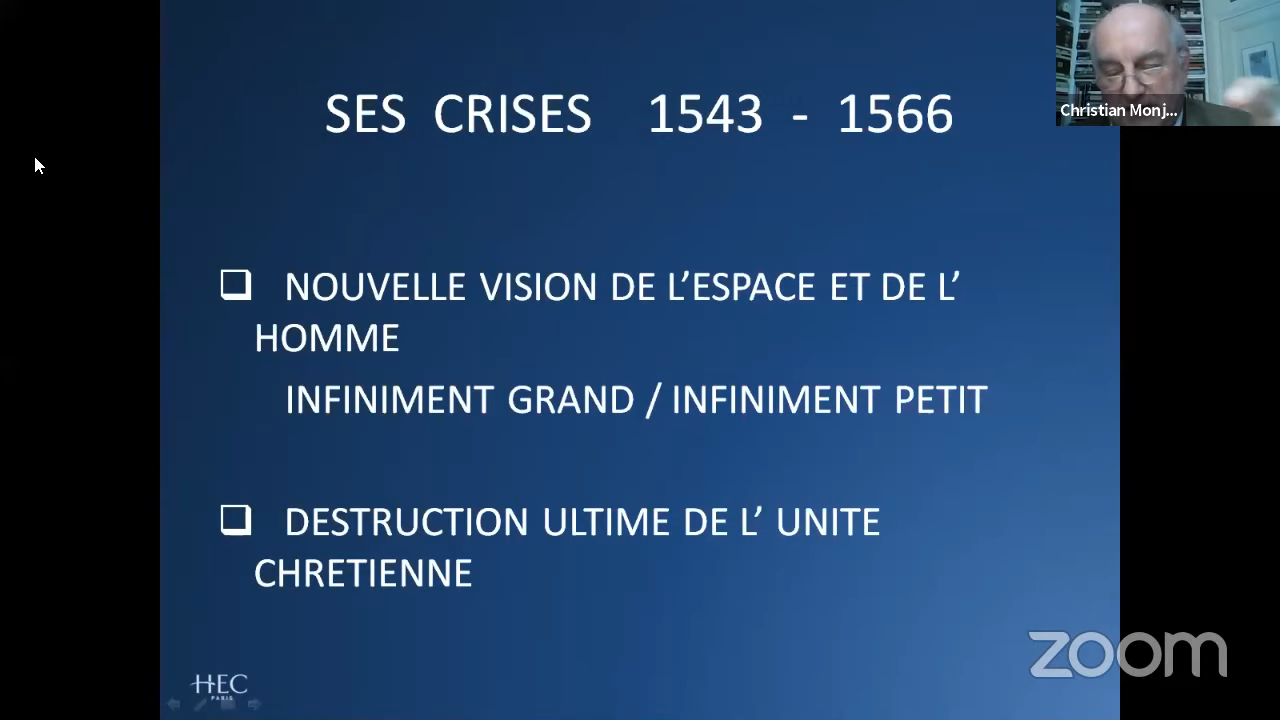 SES CRISES 1543 - 1566
Christian Monj...
NOUVELLE VISION DE L’ESPACE ET DE L’
HOMME
INFINIMENT GRAND / INFINIMENT PETIT
DESTRUCTION ULTIME DE L’ UNITE
CHRETIENNE
zoom
HEC
PARIS